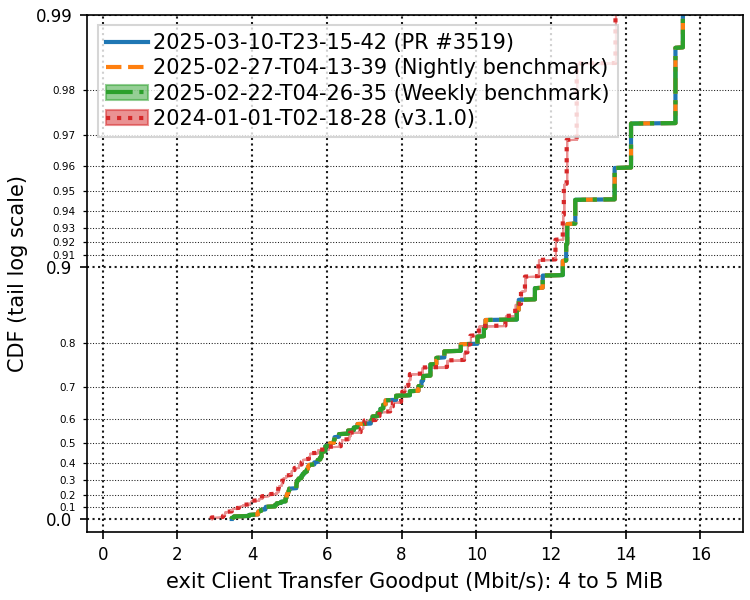 0.99
2025-03-10-T23-15-42 (PR #3519)
2025-02-27-T04-13-39 (Nightly benchmark)
2025-02-22-T04-26-35 (Weekly benchmark)
2024-01-01-T02-18-28 (v3.1.0)
0.98
0.97
0.96
0.95
0.94
0.93
0.92
0.91
0.9
0.8
0.7
0.6
0.5
0.4
0.3
0.2
0.1
0.0
CDF (tail log scale)
0 2 4 6 8 10 12 14 16
exit Client Transfer Goodput (Mbit/s): 4 to 5 MiB